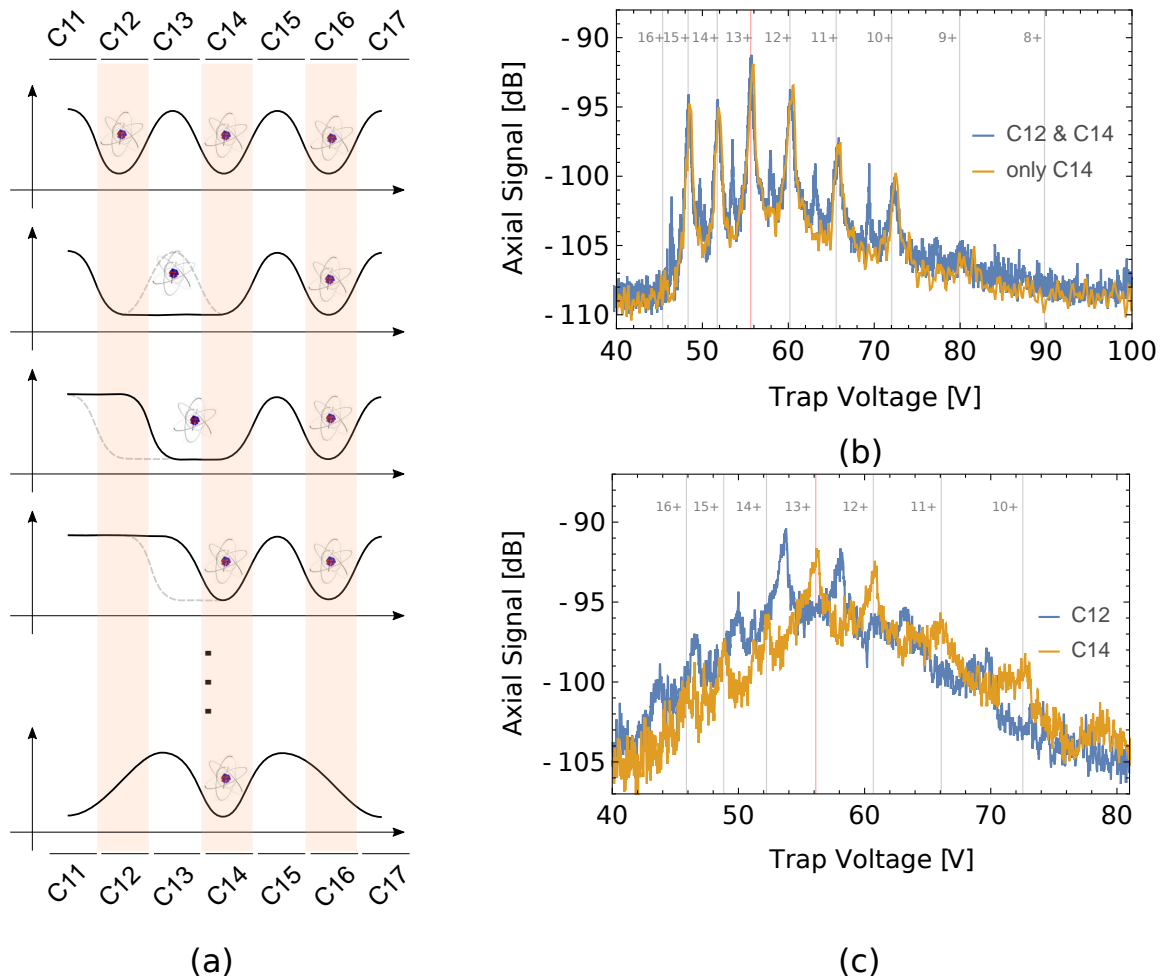 C11 C12 C13 C14 C15 C16 C17
C11 C12 C13 C14 C15 C16 C17
(a)
Axial Signal [dB]
-90
-95
-100
-105
-110
16+ 15+ 14+ 13+ 12+ 11+ 10+ 9+ 8+
C12 & C14
only C14
40 50 60 70 80 90 100
Trap Voltage [V]
(b)
Axial Signal [dB]
-90
-95
-100
-105
16+ 15+ 14+ 13+ 12+ 11+ 10+
C12
C14
40 50 60 70 80
Trap Voltage [V]
(c)